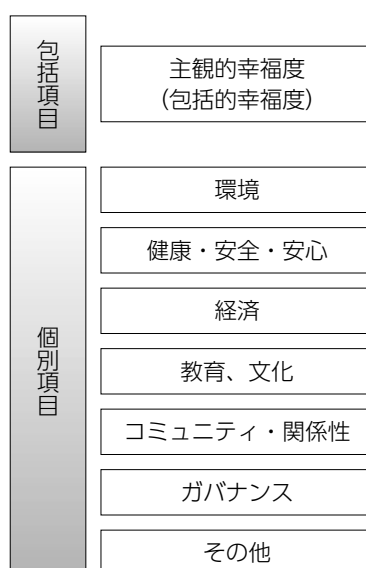 包括項目
主観的幸福度
(包括的幸福度)
個別項目
環境
健康・安全・安心
経済
教育、文化
コミュニティ・関係性
ガバナンス
その他